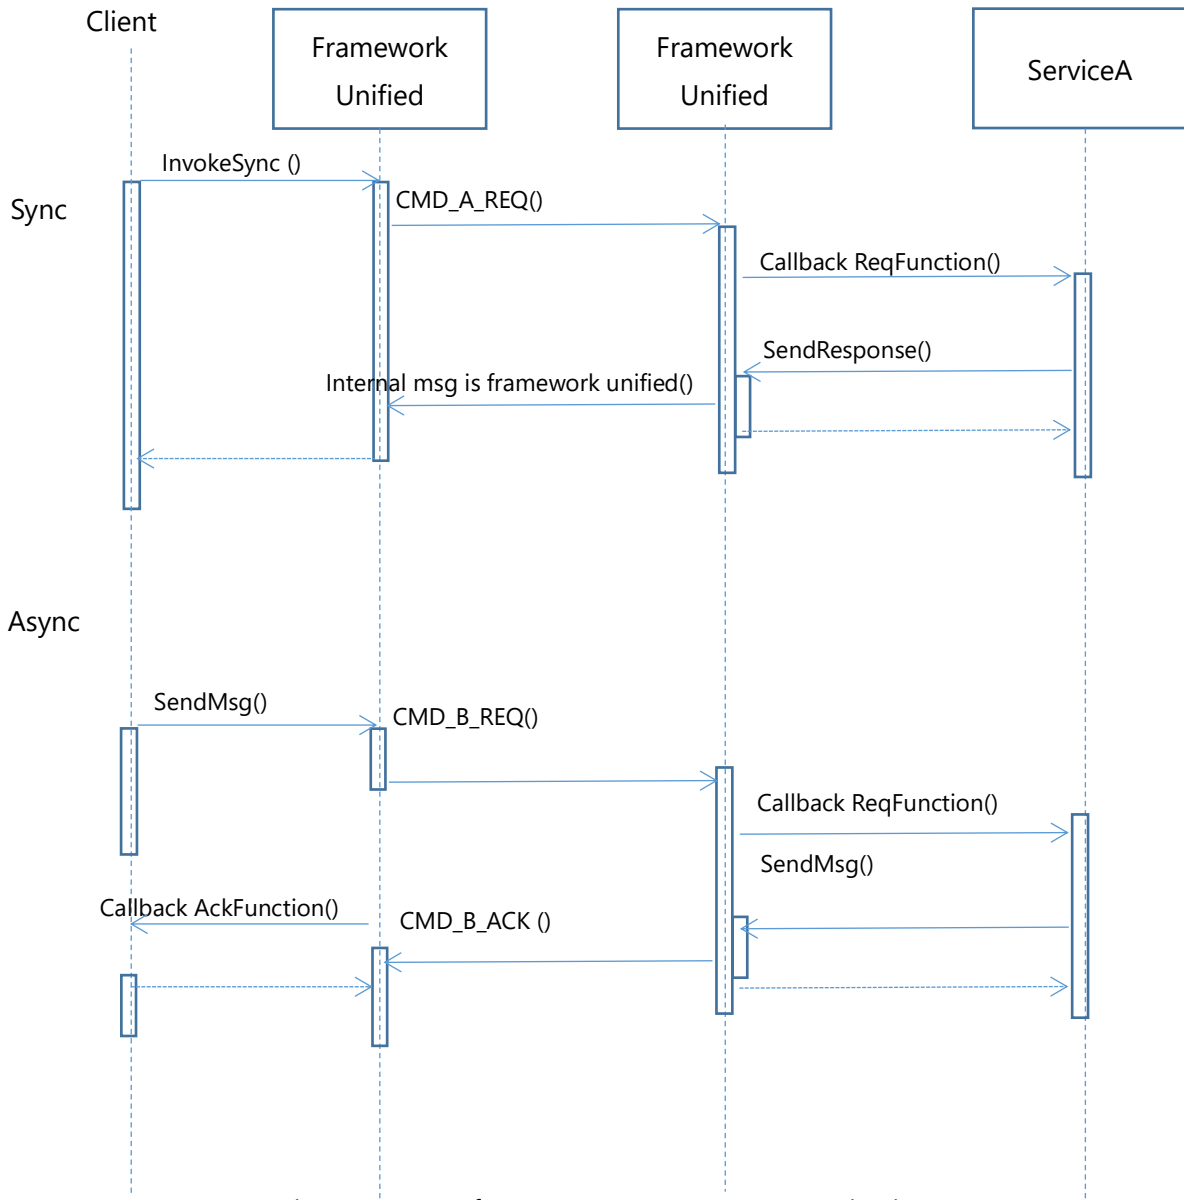 Client
Framework
Unified
Framework
Unified
ServiceA
InvokeSync ()
Sync
CMD_A_REQ()
Callback ReqFunction()
SendResponse()
Internal msg is framework unified()
Async
SendMsg()
CMD_B_REQ()
Callback ReqFunction()
SendMsg()
Callback AckFunction()
CMD_B_ACK ()